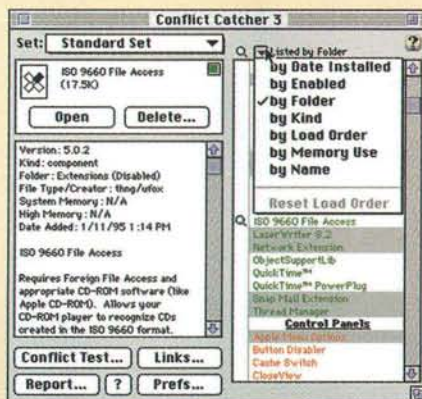 Conflict Catcher 3
Set: Standard Set
ISO 9660 File Access
(17.5K)
Open
Delete...
Version: 5.0.2
Kind: component
Folder: Extensions (Disabled)
File Type/Creator: thng/ufox
System Memory: N/A
High Memory: N/A
Date Added: 1/11/95 1:14 PM
ISO 9660 File Access
Requires Foreign File Access and
appropriate CD-ROM software (like
Apple CD-ROM). Allows your
CD-ROM player to recognize CDs
created in the ISO 9660 format.
Conflict Test...
Links...
Report...
?
Prefs...
Listed by Folder
?
by Date Installed
by Enabled
✓by Folder
by Kind
by Load Order
by Memory Use
by Name
Reset Load Order
ISO 9660 File Access
LaserWriter 8.2
Network Extension
ObjectSupportLib
QuickTime™
QuickTime™ PowerPlug
Snap Mail Extension
Thread Manager
Control Panels
Apple Menu Options
Button Disabler
Cache Switch
CloseView